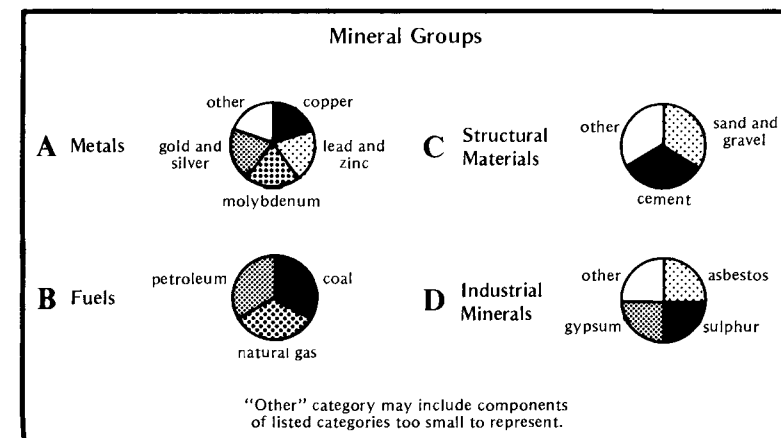 Mineral Groups
A Metals
other
copper
gold and
silver
lead and
zinc
molybdenum
B Fuels
petroleum
coal
natural gas
C Structural
Materials
other
sand and
gravel
cement
D Industrial
Minerals
other
asbestos
gypsum
sulphur
"Other" category may include components
of listed categories too small to represent.